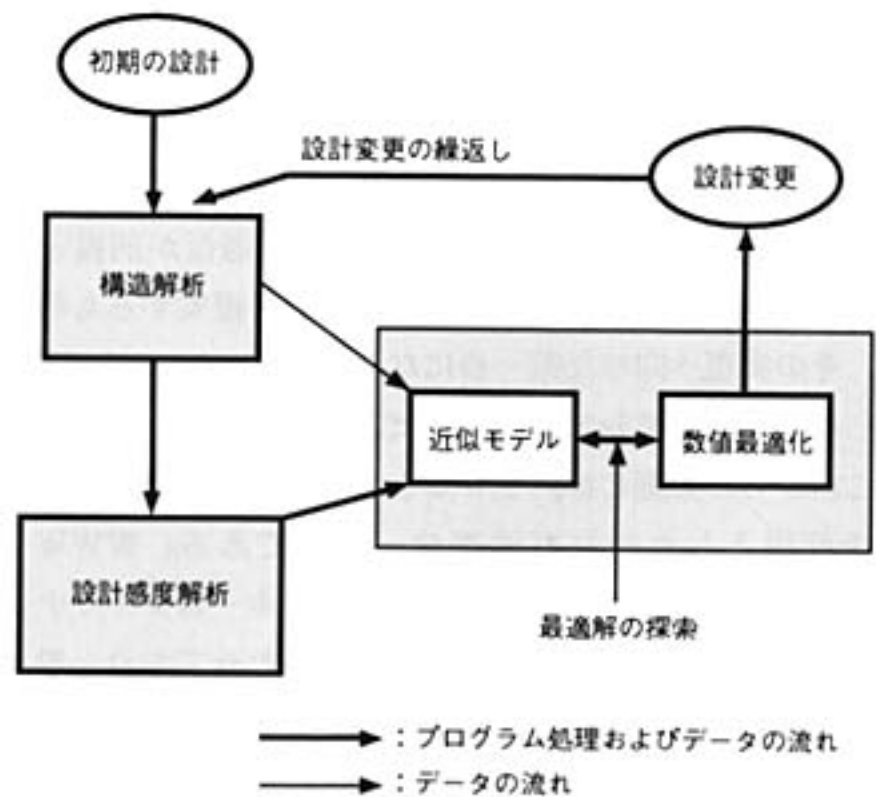 初期の設計
設計変更の繰返し
設計変更
構造解析
近似モデル
数値最適化
設計感度解析
最適解の探索
：プログラム処理およびデータの流れ
：データの流れ